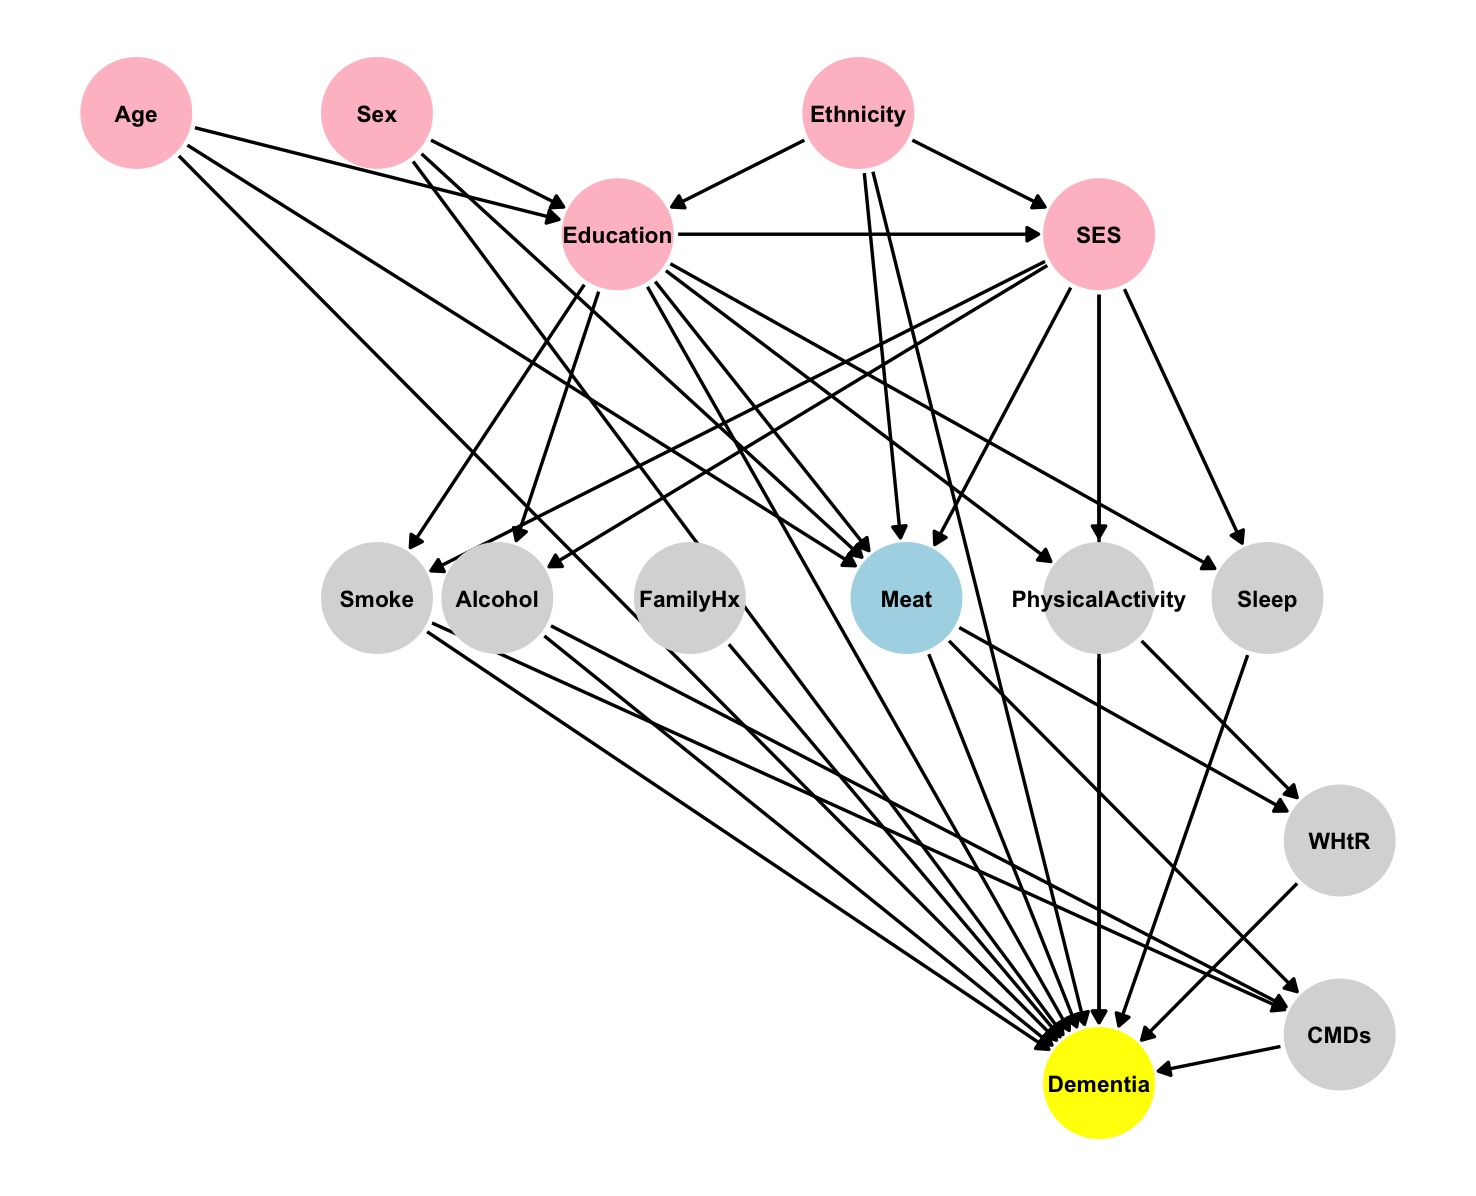 Age
Sex
Ethnicity
Education
SES
Smoke
Alcohol
FamilyHx
Meat
PhysicalActivity
Sleep
WHtR
CMDs
Dementia